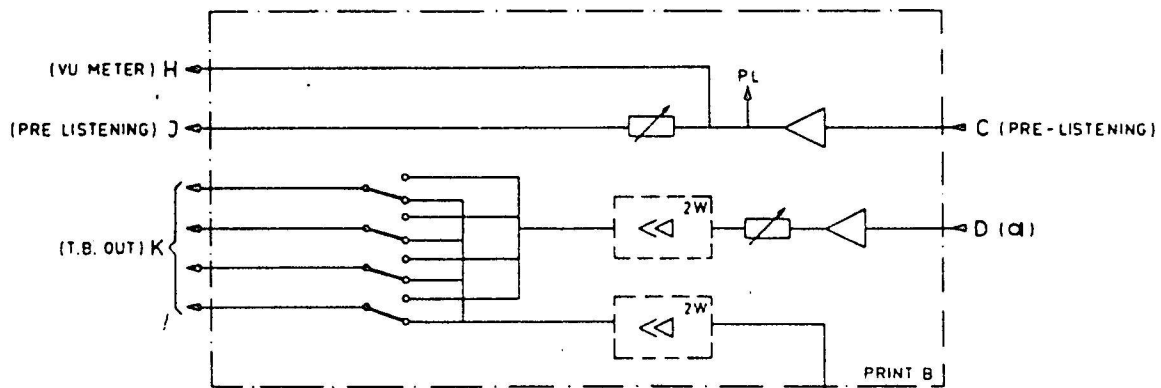 (VU METER) H
PL
(PRE LISTENING) J
C (PRE-LISTENING)
2W
(T.B. OUT) K
D (a)
2W
PRINT B